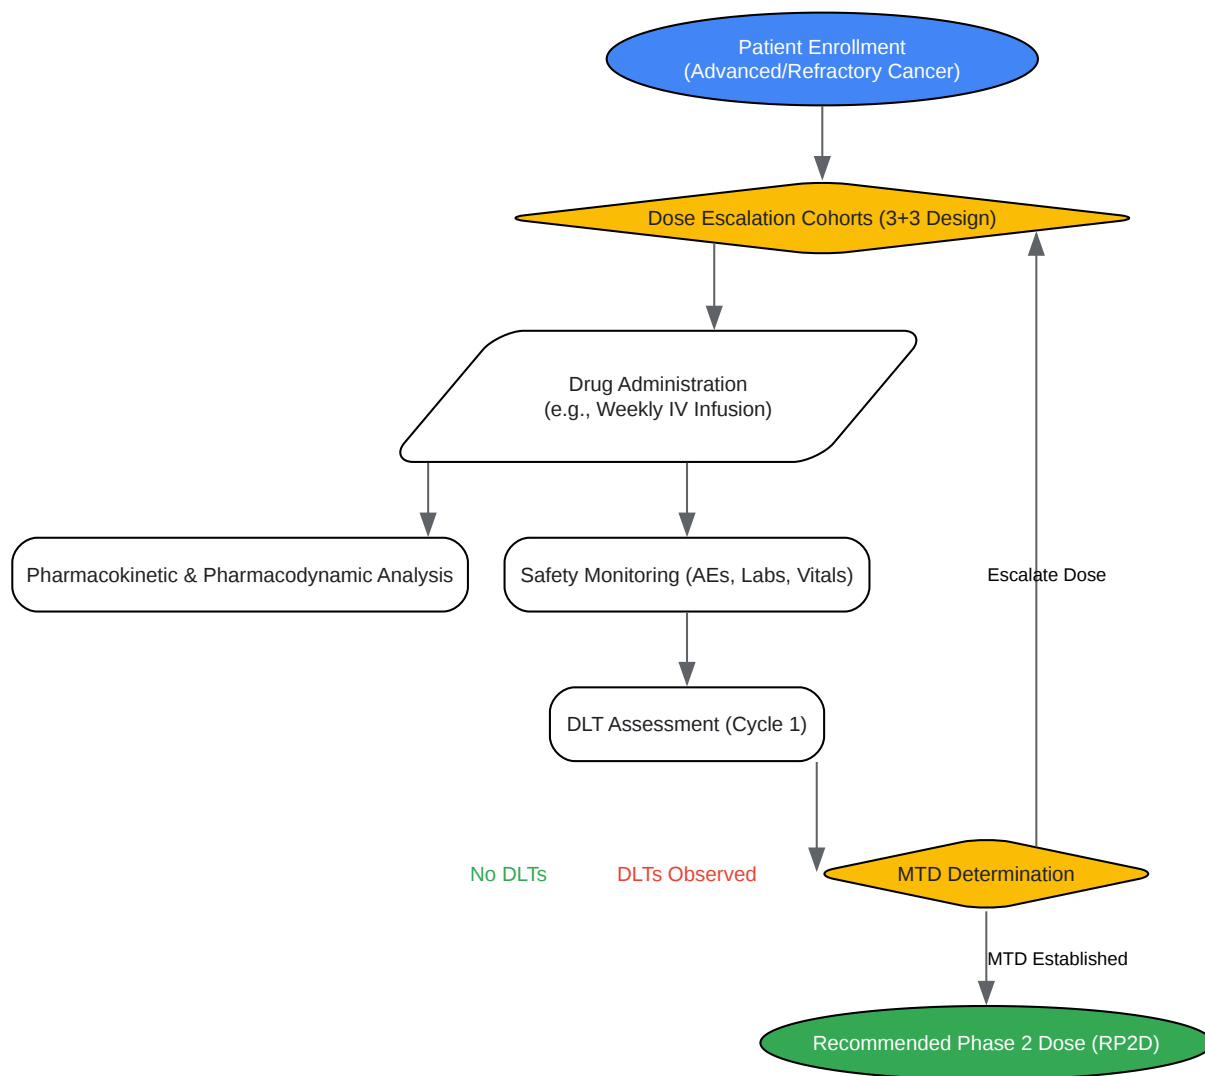 Patient Enrollment
(Advanced/Refractory Cancer)
Dose Escalation Cohorts (3+3 Design)
Drug Administration
(e.g., Weekly IV Infusion)
Pharmacokinetic & Pharmacodynamic Analysis
Safety Monitoring (AEs, Labs, Vitals)
Escalate Dose
DLT Assessment (Cycle 1)
No DLTs
DLTs Observed
MTD Determination
MTD Established
Recommended Phase 2 Dose (RP2D)